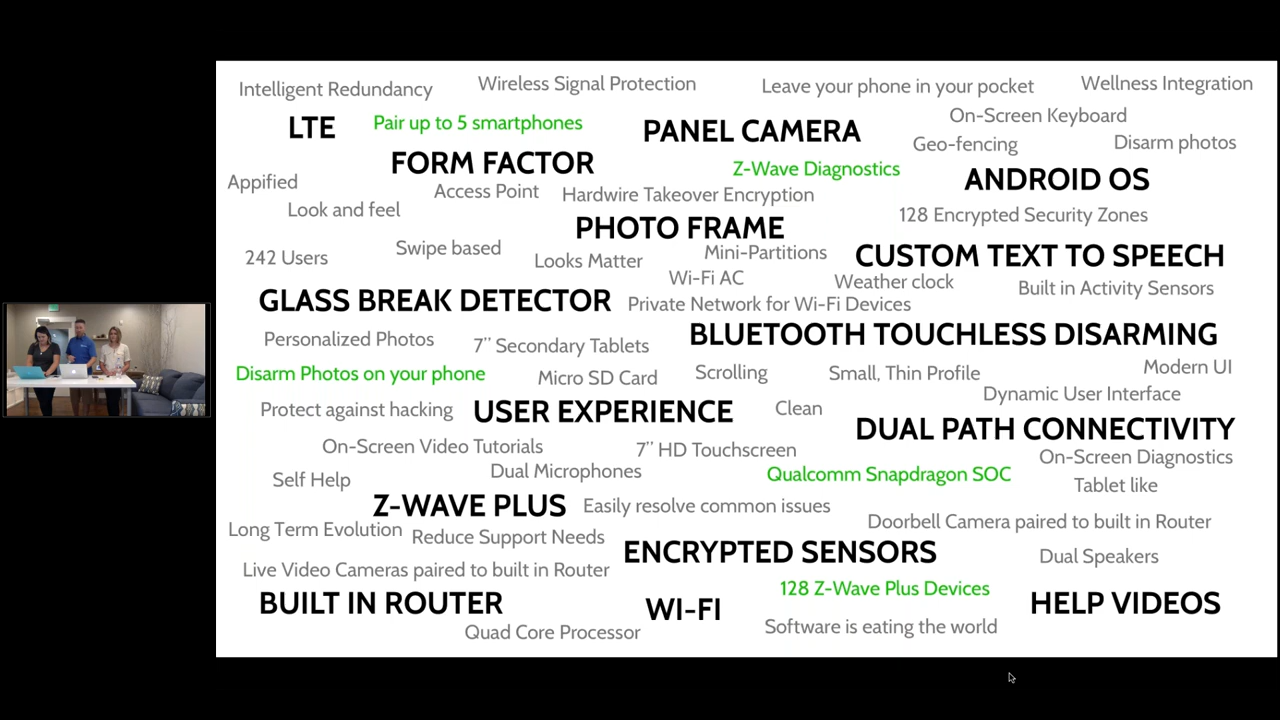 Intelligent Redundancy
Wireless Signal Protection
Leave your phone in your pocket
Wellness Integration
LTE
Pair up to 5 smartphones
PANEL CAMERA
On-Screen Keyboard
Geo-fencing
Disarm photos
FORM FACTOR
Z-Wave Diagnostics
ANDROID OS
Appified
Access Point
Hardwire Takeover Encryption
Look and feel
128 Encrypted Security Zones
PHOTO FRAME
242 Users
Swipe based
Looks Matter
Mini-Partitions
CUSTOM TEXT TO SPEECH
Wi-Fi AC
Weather clock
Built in Activity Sensors
GLASS BREAK DETECTOR
Private Network for Wi-Fi Devices
Personalized Photos
7’’ Secondary Tablets
BLUETOOTH TOUCHLESS DISARMING
Disarm Photos on your phone
Micro SD Card
Scrolling
Small, Thin Profile
Modern UI
Dynamic User Interface
Protect against hacking
USER EXPERIENCE
Clean
DUAL PATH CONNECTIVITY
On-Screen Video Tutorials
7’’ HD Touchscreen
On-Screen Diagnostics
Self Help
Dual Microphones
Qualcomm Snapdragon SOC
Tablet like
Z-WAVE PLUS
Easily resolve common issues
Long Term Evolution
Reduce Support Needs
Doorbell Camera paired to built in Router
ENCRYPTED SENSORS
Dual Speakers
Live Video Cameras paired to built in Router
128 Z-Wave Plus Devices
BUILT IN ROUTER
WI-FI
HELP VIDEOS
Quad Core Processor
Software is eating the world